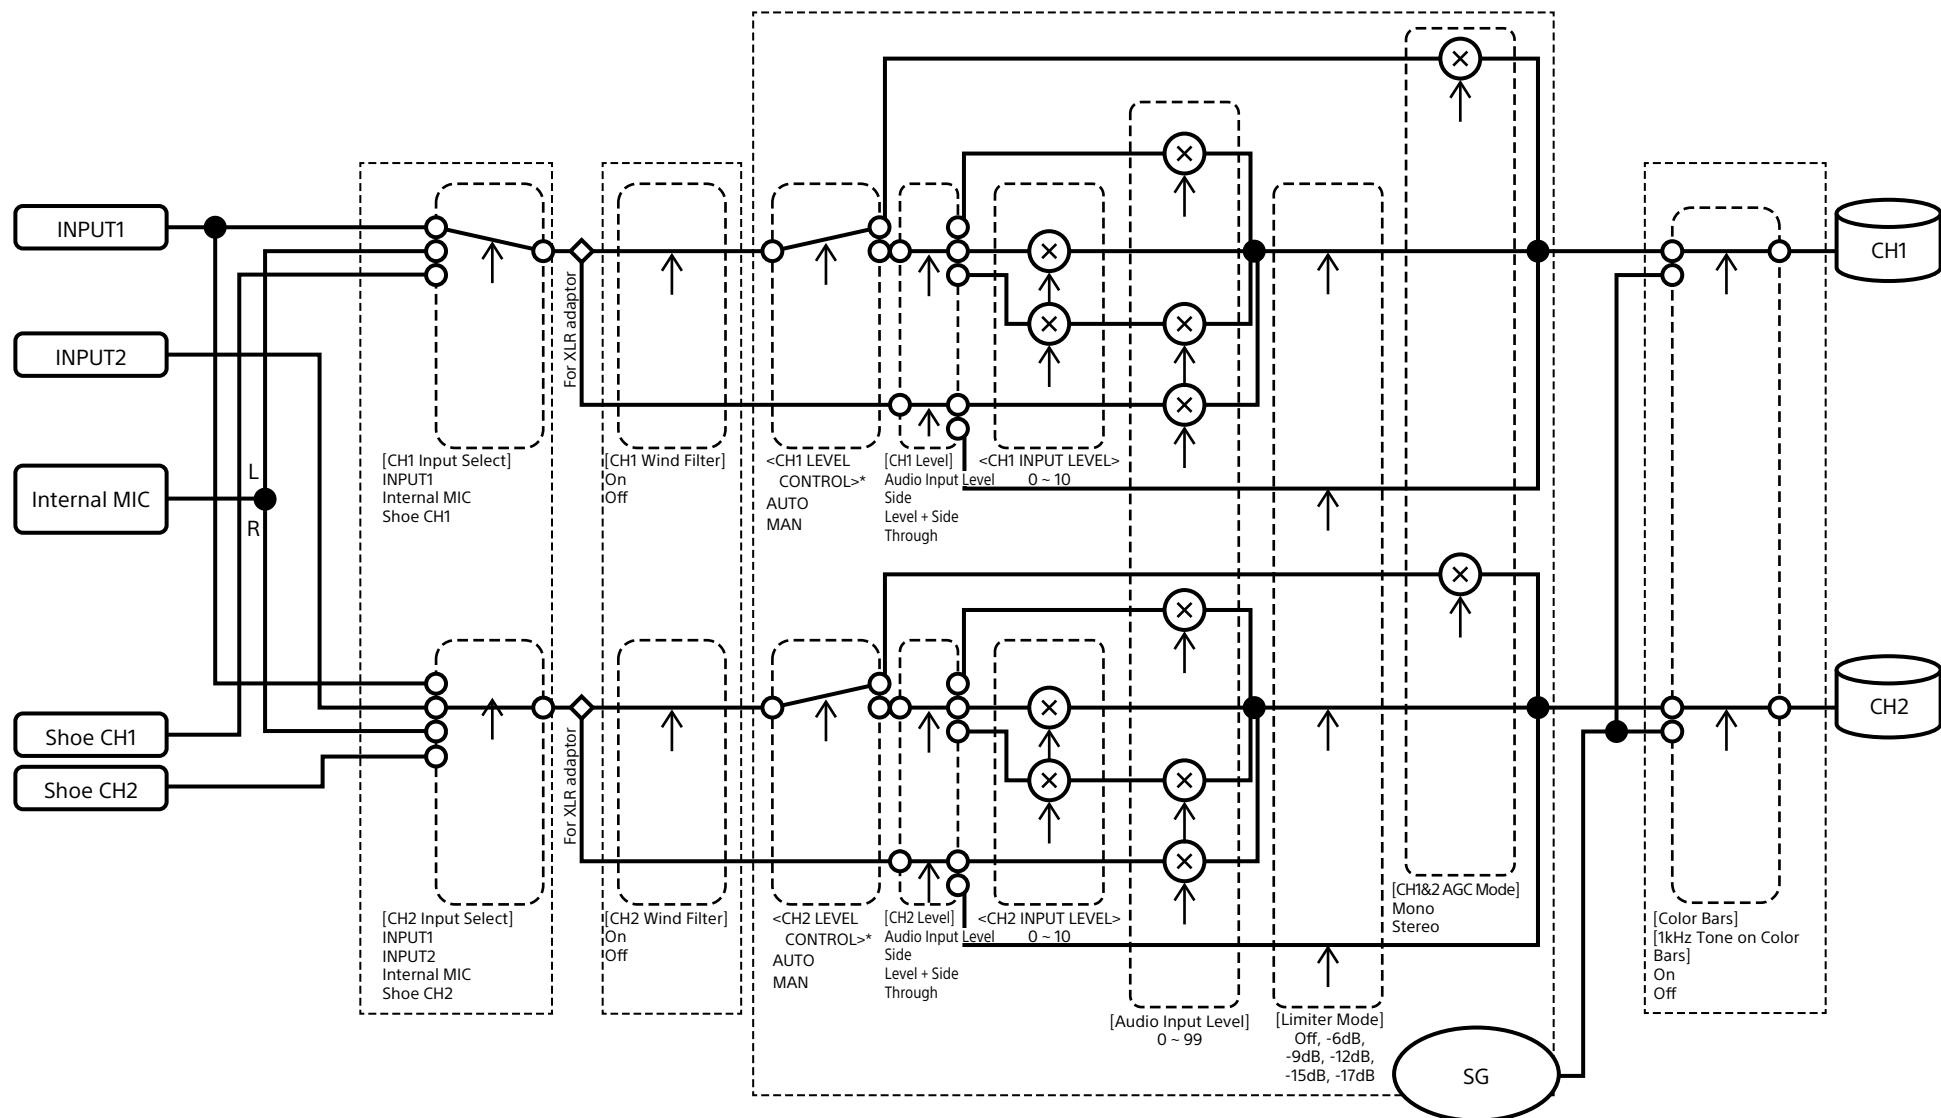 INPUT1
INPUT2
Internal MIC
L
R
Shoe CH1
Shoe CH2
[CH1 Input Select]
INPUT1
Internal MIC
Shoe CH1
For XLR adaptor
[CH1 Wind Filter]
On
Off
<CH1 LEVEL
CONTROL>*
AUTO
MAN
[CH1 Level]
Audio Input Level
Side
Level + Side
Through
<CH1 INPUT LEVEL>
0 ~ 10
CH1
[CH2 Input Select]
INPUT1
INPUT2
Internal MIC
Shoe CH2
For XLR adaptor
[CH2 Wind Filter]
On
Off
<CH2 LEVEL
CONTROL>*
AUTO
MAN
[CH2 Level]
Audio Input Level
Side
Level + Side
Through
<CH2 INPUT LEVEL>
0 ~ 10
[Audio Input Level]
0 ~ 99
[Limiter Mode]
Off, -6dB,
-9dB, -12dB,
-15dB, -17dB
[CH1&2 AGC Mode]
Mono
Stereo
SG
[Color Bars]
[1kHz Tone on Color
Bars]
On
Off
CH2